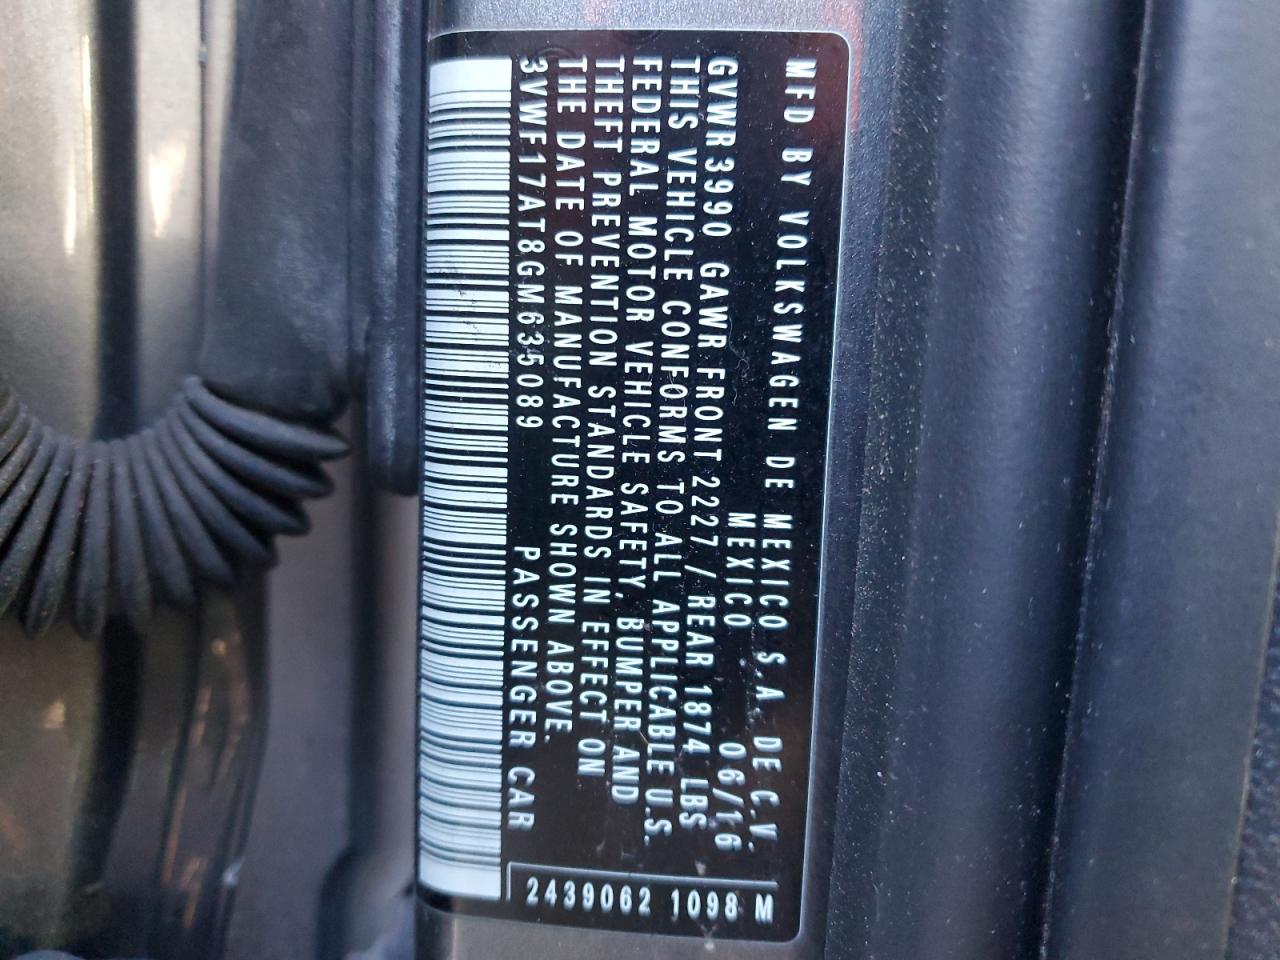 MFD BY VOLKSWAGEN DE MEXICO S.A. DE C.V.
MEXICO 06/16
GVWR 3990 GAWR FRONT 2227 / REAR 1874 LBS
THIS VEHICLE CONFORMS TO ALL APPLICABLE U.S.
FEDERAL MOTOR VEHICLE SAFETY, BUMPER AND
THEFT PREVENTION STANDARDS IN EFFECT ON
THE DATE OF MANUFACTURE SHOWN ABOVE.
3VWF17AT8GM635089 PASSENGER CAR
2439062 1098 M